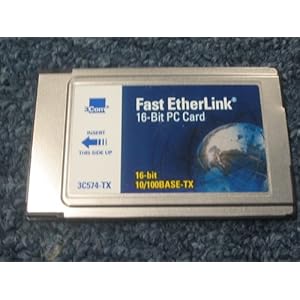 3Com
Fast EtherLink®
16-Bit PC Card
INSERT
THIS SIDE UP
3C574-TX
16-bit
10/100BASE-TX